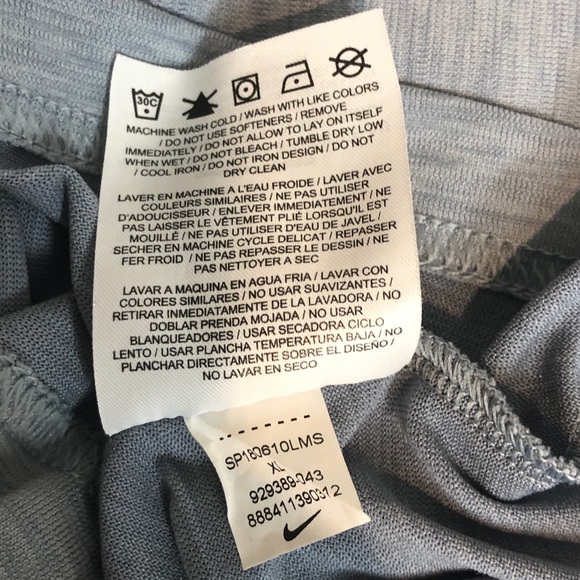 30C
MACHINE WASH COLD / WASH WITH LIKE COLORS
/ DO NOT USE SOFTENERS / REMOVE
IMMEDIATELY / DO NOT ALLOW TO LAY ON ITSELF
WHEN WET / DO NOT BLEACH / TUMBLE DRY LOW
/ COOL IRON / DO NOT IRON DESIGN / DO NOT
DRY CLEAN
LAVER EN MACHINE A L'EAU FROIDE / LAVER AVEC
COULEURS SIMILAIRES / NE PAS UTILISER
D'ADOUCISSEUR / ENLEVER IMMEDIATEMENT / NE
PAS LAISSER LE VÊTEMENT PLIÉ LORSQU'IL EST
MOUILLÉ / NE PAS UTILISER D'EAU DE JAVEL /
SECHER EN MACHINE CYCLE DELICAT / REPASSER
FER FROID / NE PAS REPASSER LE DESSIN / NE
PAS NETTOYER A SEC
LAVAR A MAQUINA EN AGUA FRIA / LAVAR CON
COLORES SIMILARES / NO USAR SUAVIZANTES /
RETIRAR INMEDIATAMENTE DE LA LAVADORA / NO
DOBLAR PRENDA MOJADA / NO USAR
BLANQUEADORES / USAR SECADORA CICLO
LENTO / USAR PLANCHA TEMPERATURA BAJA / NO
PLANCHAR DIRECTAMENTE SOBRE EL DISEÑO /
NO LAVAR EN SECO
XL
929389-043